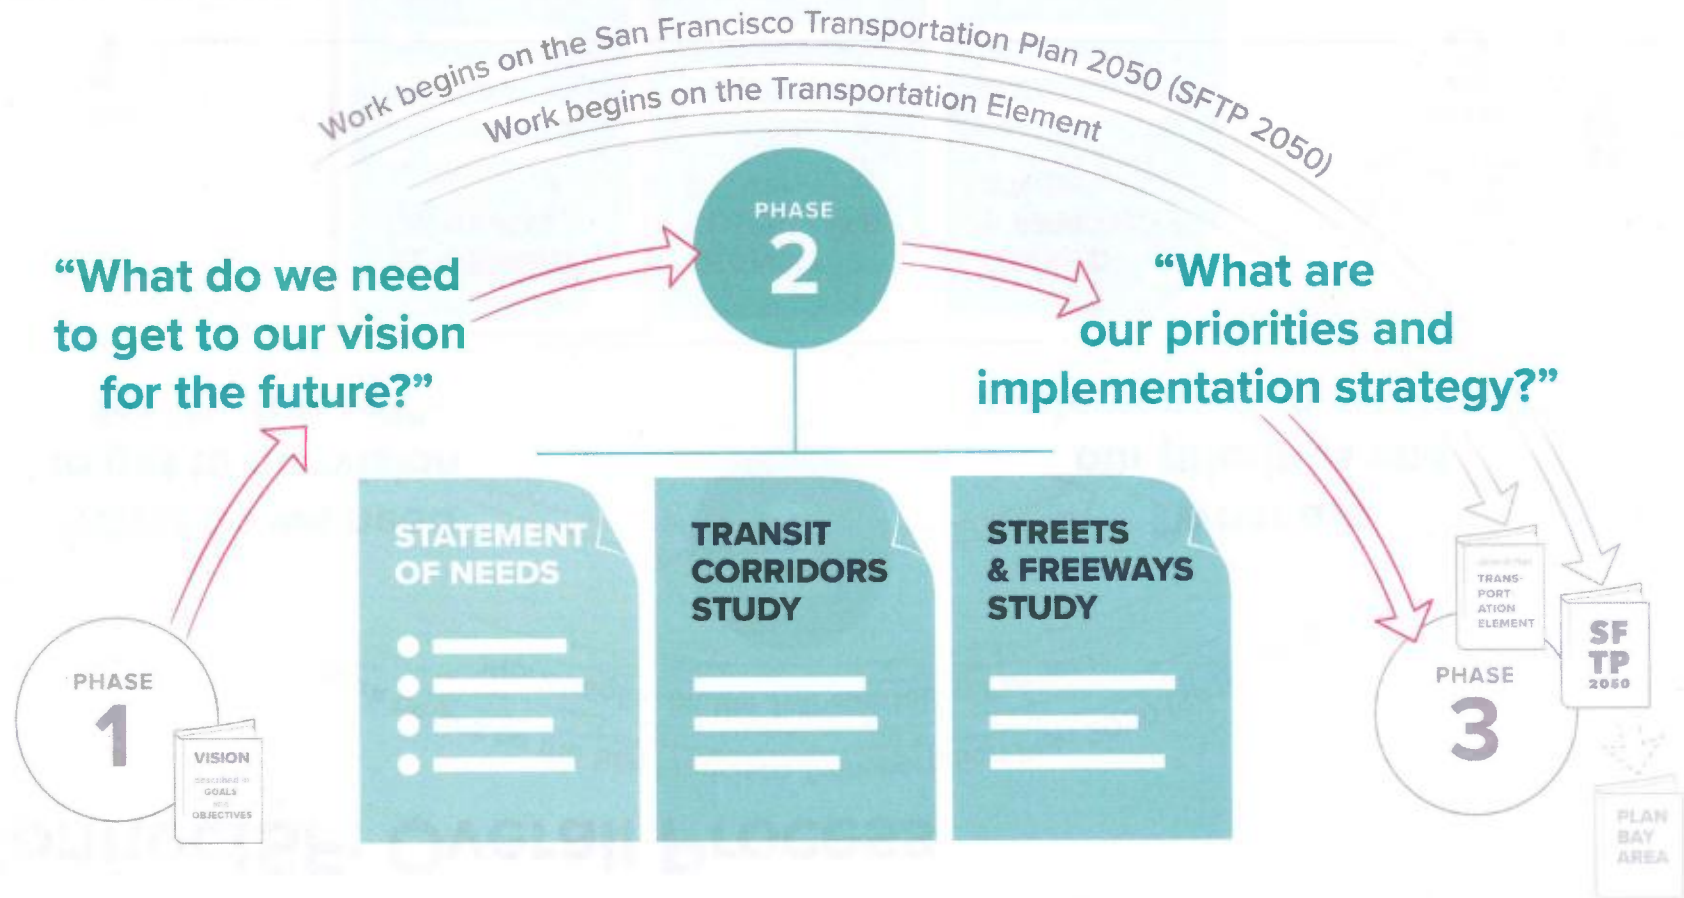 Work begins on the San Francisco Transportation Plan 2050 (SFTP 2050)
Work begins on the Transportation Element
PHASE
2
“What do we need
to get to our vision
for the future?”
“What are
our priorities and
implementation strategy?”
STATEMENT
OF NEEDS
TRANSIT
CORRIDORS
STUDY
STREETS
& FREEWAYS
STUDY
PHASE
1
VISION
described in
GOALS
and
OBJECTIVES
TRANS-
PORT
ATION
ELEMENT
SF
TP
2050
PHASE
3
PLAN
BAY
AREA